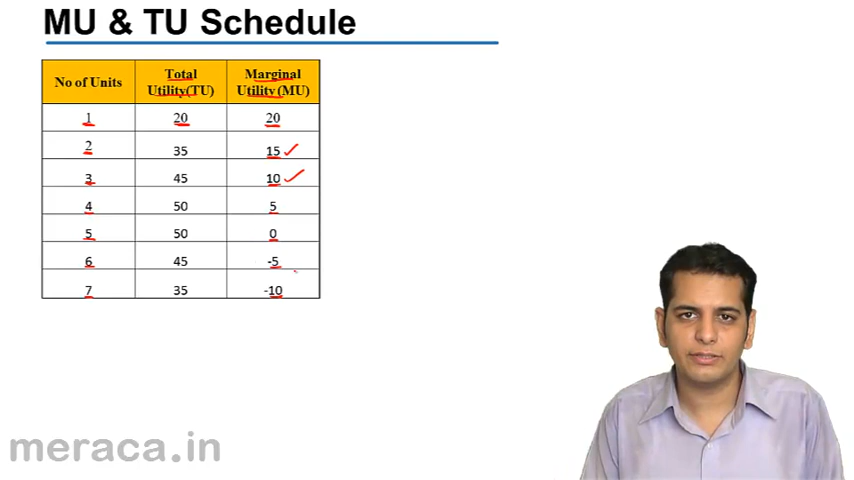 MU & TU Schedule
No of Units Total Utility(TU) Marginal Utility (MU)
1 20 20
2 35 15
3 45 10
4 50 5
5 50 0
6 45 -5
7 35 -10
meraca.in